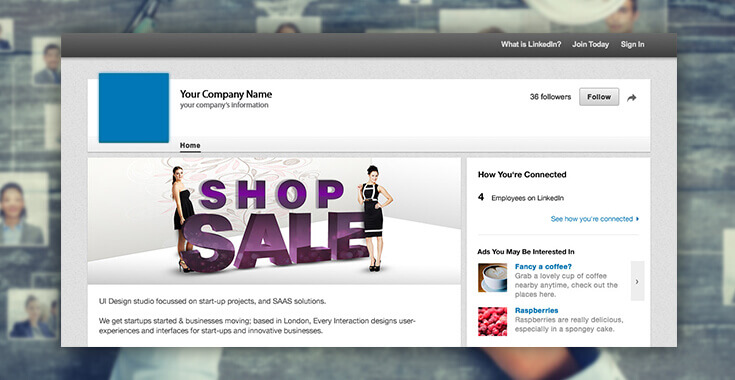 What is LinkedIn? Join Today Sign In
Your Company Name
your company's information
36 followers Follow
Home
SHOP
SALE
UI Design studio focussed on start-up projects, and SAAS solutions.
We get startups started & businesses moving; based in London, Every Interaction designs user-
experiences and interfaces for start-ups and innovative businesses.
How You're Connected
4 Employees on LinkedIn
See how you're connected
Ads You May Be Interested In
Fancy a coffee?
Grab a lovely cup of coffee
nearby anytime, check out the
places here.
Raspberries
Raspberries are really delicious,
especially in a spongey cake.